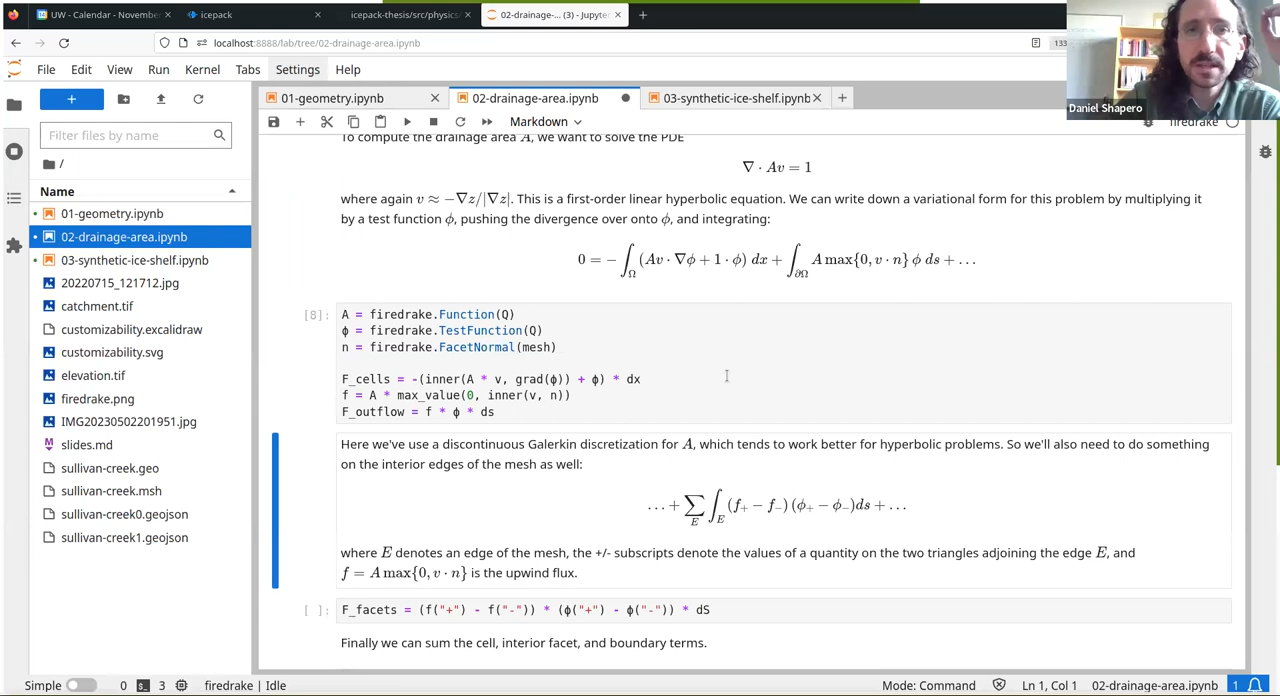 UW - Calendar - November
icepack
icepack-thesis/src/physics
02-drainage-... (3) - Jupyter
localhost:8888/lab/tree/02-drainage-area.ipynb
133
File Edit View Run Kernel Tabs Settings Help
Daniel Shapero
01-geometry.ipynb
02-drainage-area.ipynb
03-synthetic-ice-shelf.ipynb
Markdown
firedrake
Filter files by name
/
Name
01-geometry.ipynb
02-drainage-area.ipynb
03-synthetic-ice-shelf.ipynb
20220715_121712.jpg
catchment.tif
customizability.excalidraw
customizability.svg
elevation.tif
firedrake.png
IMG20230502201951.jpg
slides.md
sullivan-creek.geo
sullivan-creek.msh
sullivan-creek0.geojson
sullivan-creek1.geojson
To compute the drainage area A, we want to solve the PDE
∇ · Av = 1
where again v ≈ −∇z/|∇z|. This is a first-order linear hyperbolic equation. We can write down a variational form for this problem by multiplying it
by a test function ϕ, pushing the divergence over onto ϕ, and integrating:
0 = − ∫_Ω (Av · ∇ϕ + 1 · ϕ) dx + ∫_∂Ω A max{0, v · n} ϕ ds + …
[8]:
A = firedrake.Function(Q)
ϕ = firedrake.TestFunction(Q)
n = firedrake.FacetNormal(mesh)
F_cells = -(inner(A * v, grad(ϕ)) + ϕ) * dx
f = A * max_value(0, inner(v, n))
F_outflow = f * ϕ * ds
Here we've use a discontinuous Galerkin discretization for A, which tends to work better for hyperbolic problems. So we'll also need to do something
on the interior edges of the mesh as well:
… + ∑_E ∫_E (f₊ − f₋) (ϕ₊ − ϕ₋)ds + …
where E denotes an edge of the mesh, the +/- subscripts denote the values of a quantity on the two triangles adjoining the edge E, and
f = A max{0, v · n} is the upwind flux.
[ ]:
F_facets = (f("+") - f("-")) * (ϕ("+") - ϕ("-")) * dS
Finally we can sum the cell, interior facet, and boundary terms.
Simple 0 3 firedrake | Idle Mode: Command Ln 1, Col 1 02-drainage-area.ipynb 1